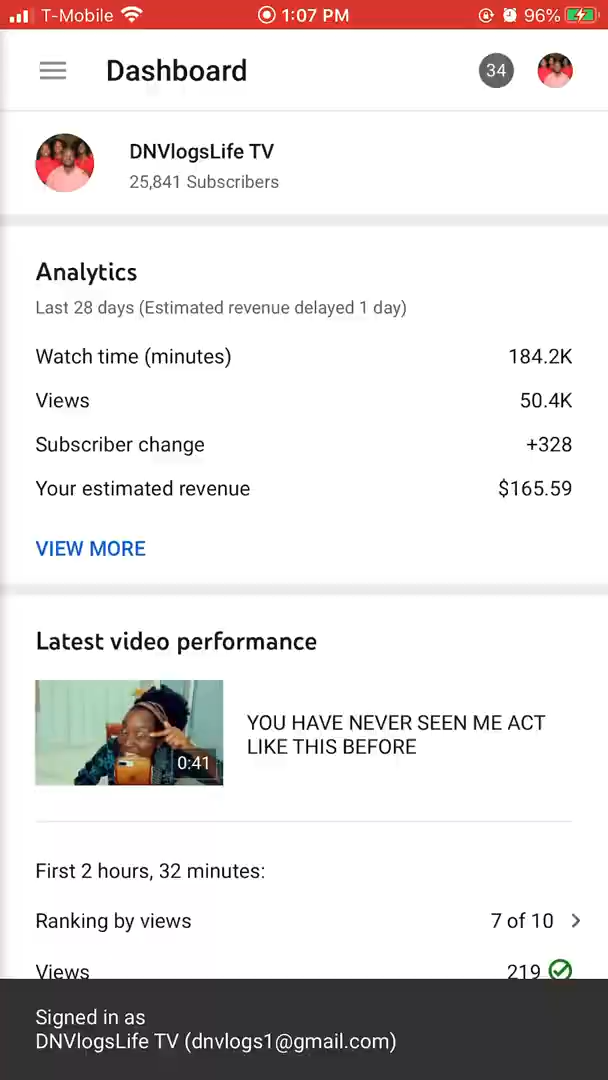 T-Mobile 1:07 PM 96%
Dashboard 34
DNVlogsLife TV
25,841 Subscribers
Analytics
Last 28 days (Estimated revenue delayed 1 day)
Watch time (minutes) 184.2K
Views 50.4K
Subscriber change +328
Your estimated revenue $165.59
VIEW MORE
Latest video performance
0:41
YOU HAVE NEVER SEEN ME ACT
LIKE THIS BEFORE
First 2 hours, 32 minutes:
Ranking by views 7 of 10
Views 219
Signed in as
DNVlogsLife TV (dnvlogs1@gmail.com)